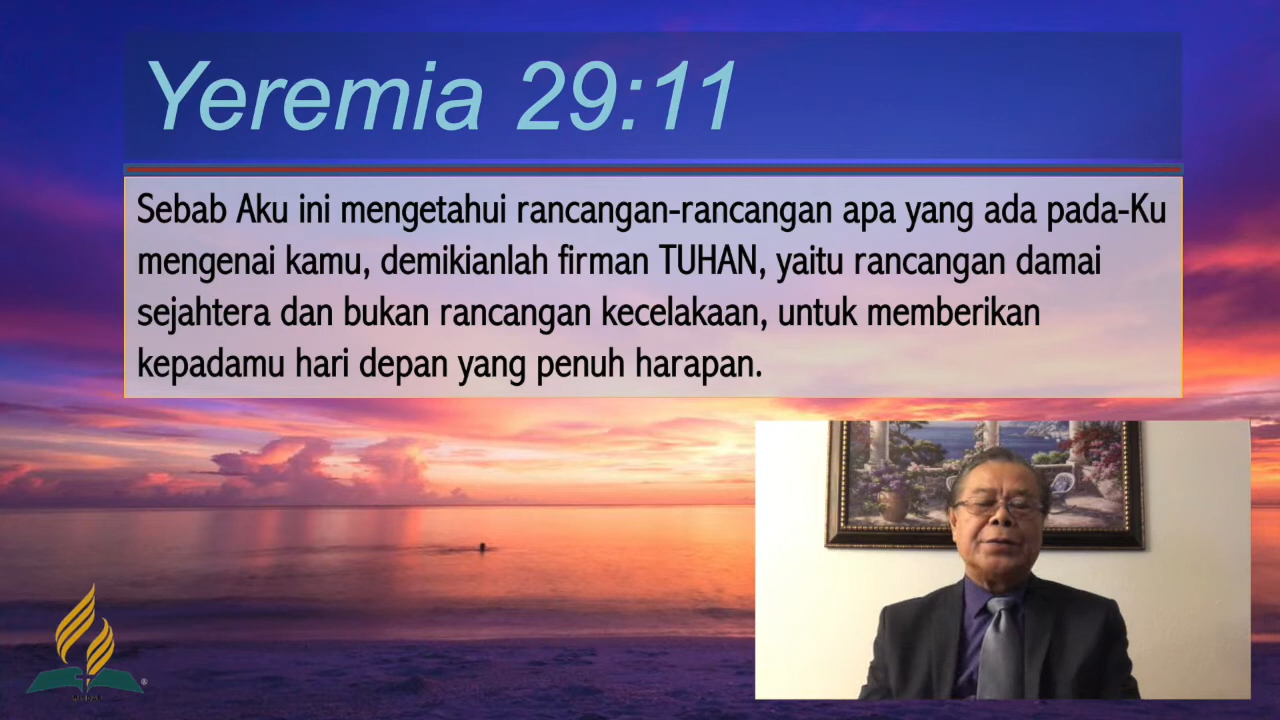 Yeremia 29:11
Sebab Aku ini mengetahui rancangan-rancangan apa yang ada pada-Ku
mengenai kamu, demikianlah firman TUHAN, yaitu rancangan damai
sejahtera dan bukan rancangan kecelakaan, untuk memberikan
kepadamu hari depan yang penuh harapan.
®